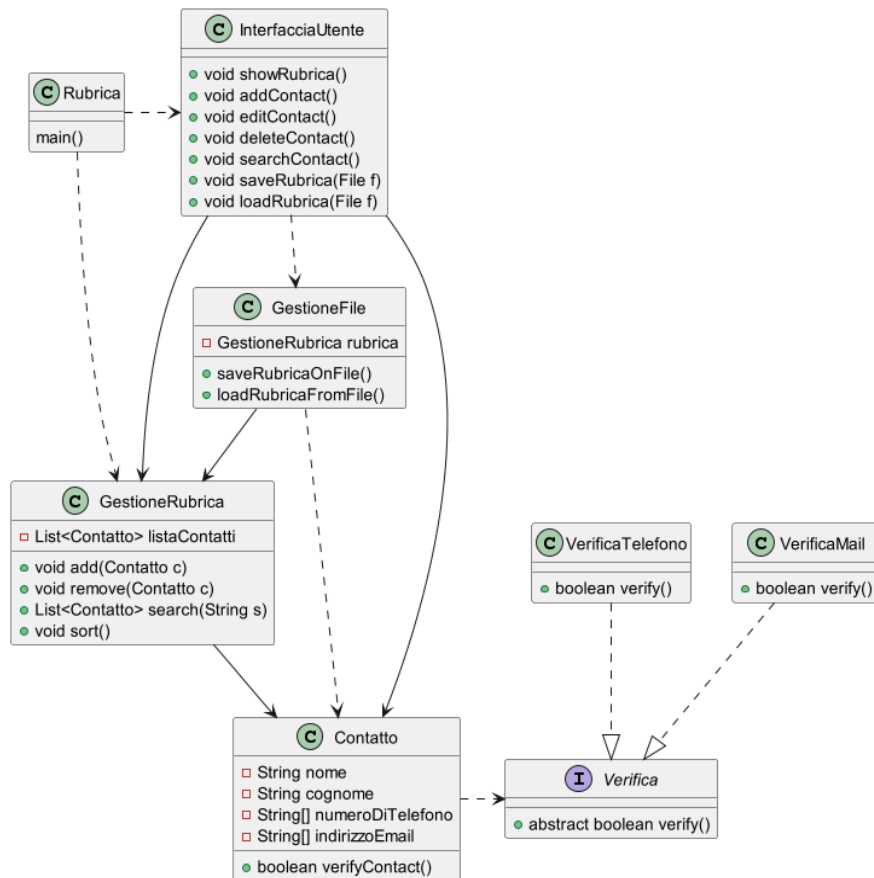 C InterfacciaUtente
void showRubrica()
void addContact()
void editContact()
void deleteContact()
void searchContact()
void saveRubrica(File f)
void loadRubrica(File f)
C Rubrica
main()
C GestioneFile
GestioneRubrica rubrica
saveRubricaOnFile()
loadRubricaFromFile()
C GestioneRubrica
List<Contatto> listaContatti
void add(Contatto c)
void remove(Contatto c)
List<Contatto> search(String s)
void sort()
C VerificaTelefono
boolean verify()
C VerificaMail
boolean verify()
C Contatto
String nome
String cognome
String[] numeroDiTelefono
String[] indirizzoEmail
boolean verifyContact()
I Verifica
abstract boolean verify()